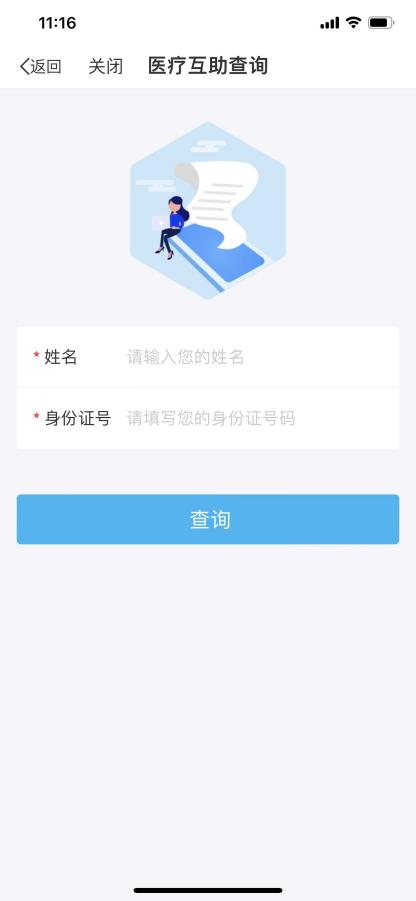 11:16
返回 关闭 医疗互助查询
* 姓名 请输入您的姓名
* 身份证号 请填写您的身份证号码
查询